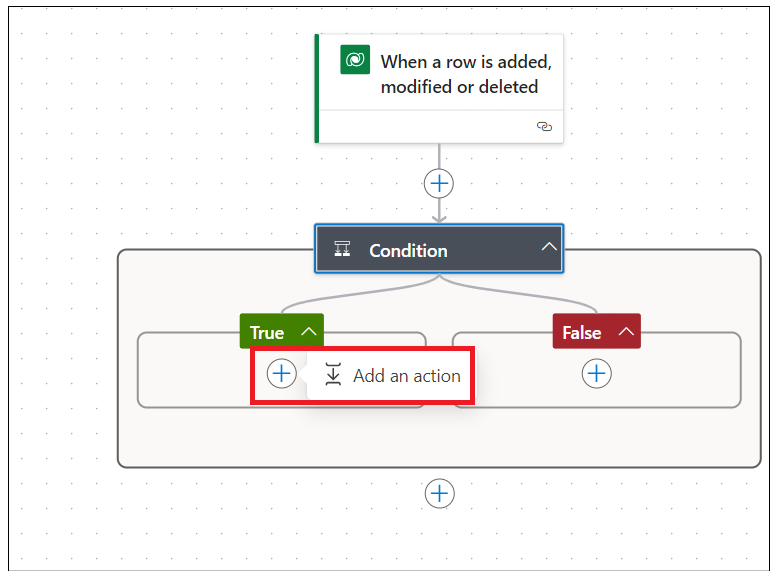 When a row is added,
modified or deleted
Condition
True
False
Add an action